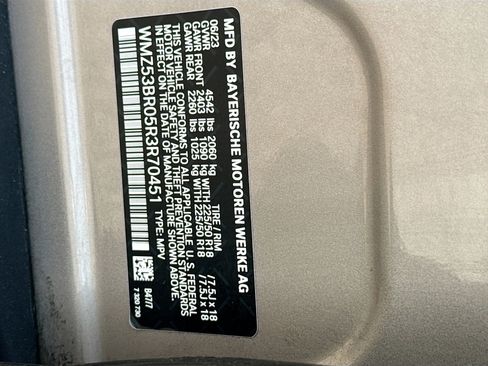 MFD BY BAYERISCHE MOTOREN WERKE AG
06/23 TIRE / RIM
GVWR 4542 lbs 2060 kg
GAWR FRONT 2403 lbs 1090 kg WITH 225/50 R18 / 7.5J x 18
GAWR REAR 2260 lbs 1025 kg WITH 225/50 R18 / 7.5J x 18
THIS VEHICLE CONFORMS TO ALL APPLICABLE U. S. FEDERAL
MOTOR VEHICLE SAFETY AND THEFT PREVENTION STANDARDS
IN EFFECT ON THE DATE OF MANUFACTURE SHOWN ABOVE.
WMZ53BR05R3R70451 TYPE: MPV
B4777
7 320 730